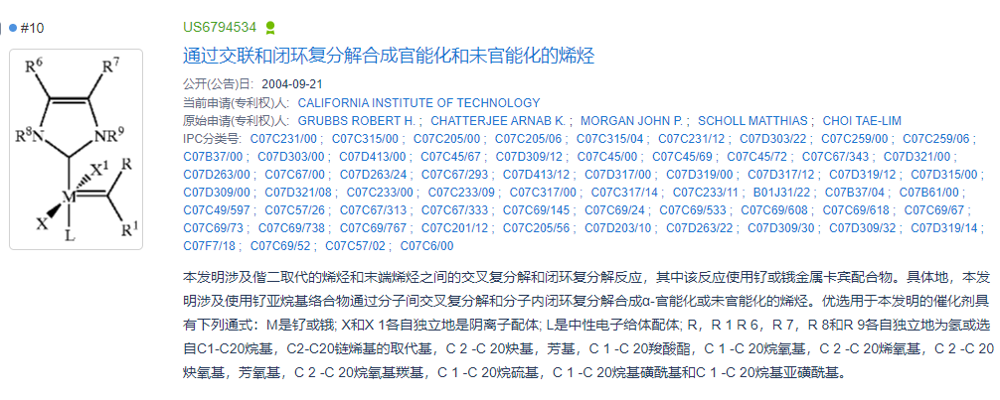 #10
US6794534
通过交联和闭环复分解合成官能化和未官能化的烯烃
公开(公告)日: 2004-09-21
当前申请(专利权)人: CALIFORNIA INSTITUTE OF TECHNOLOGY
原始申请(专利权)人: GRUBBS ROBERT H. ; CHATTERJEE ARNAB K. ; MORGAN JOHN P. ; SCHOLL MATTHIAS ; CHOI TAE-LIM
IPC分类号: C07C231/00 ; C07C315/00 ; C07C205/00 ; C07C205/06 ; C07C315/04 ; C07C231/12 ; C07D303/22 ; C07C259/00 ; C07C259/06 ;
C07B37/00 ; C07D303/00 ; C07D413/00 ; C07C45/67 ; C07D309/12 ; C07C45/00 ; C07C45/69 ; C07C45/72 ; C07C67/343 ; C07D321/00 ;
C07D263/00 ; C07C67/00 ; C07D263/24 ; C07C67/293 ; C07D413/12 ; C07D317/00 ; C07D319/00 ; C07D317/12 ; C07D319/12 ; C07D315/00 ;
C07D309/00 ; C07D321/08 ; C07C233/00 ; C07C233/09 ; C07C317/00 ; C07C317/14 ; C07C233/11 ; B01J31/22 ; C07B37/04 ; C07B61/00 ;
C07C49/597 ; C07C57/26 ; C07C67/313 ; C07C67/333 ; C07C69/145 ; C07C69/24 ; C07C69/533 ; C07C69/608 ; C07C69/618 ; C07C69/67 ;
C07C69/73 ; C07C69/738 ; C07C69/767 ; C07C201/12 ; C07C205/56 ; C07D203/10 ; C07D263/22 ; C07D309/30 ; C07D309/32 ; C07D319/14 ;
C07F7/18 ; C07C69/52 ; C07C57/02 ; C07C6/00
本发明涉及偕二取代的烯烃和末端烯烃之间的交叉复分解和闭环复分解反应，其中该反应使用钌或锇金属卡宾配合物。具体地，本发
明涉及使用钌亚烷基络合物通过分子间交叉复分解和分子内闭环复分解合成α-官能化或未官能化的烯烃。优选用于本发明的催化剂具
有下列通式：M是钌或锇; X和X 1各自独立地是阴离子配体; L是中性电子给体配体; R，R 1 R 6，R 7，R 8和R 9各自独立地为氢或选
自C1-C20烷基，C2-C20链烯基的取代基，C 2 -C 20炔基，芳基，C 1 -C 20羧酸酯，C 1 -C 20烷氧基，C 2 -C 20烯氧基，C 2 -C 20
炔氧基，芳氧基，C 2 -C 20烷氧基羰基，C 1 -C 20烷硫基，C 1 -C 20烷基磺酰基和C 1 -C 20烷基亚磺酰基。
R6 R7
R8 N NR9
X1 R
M
X
L R1